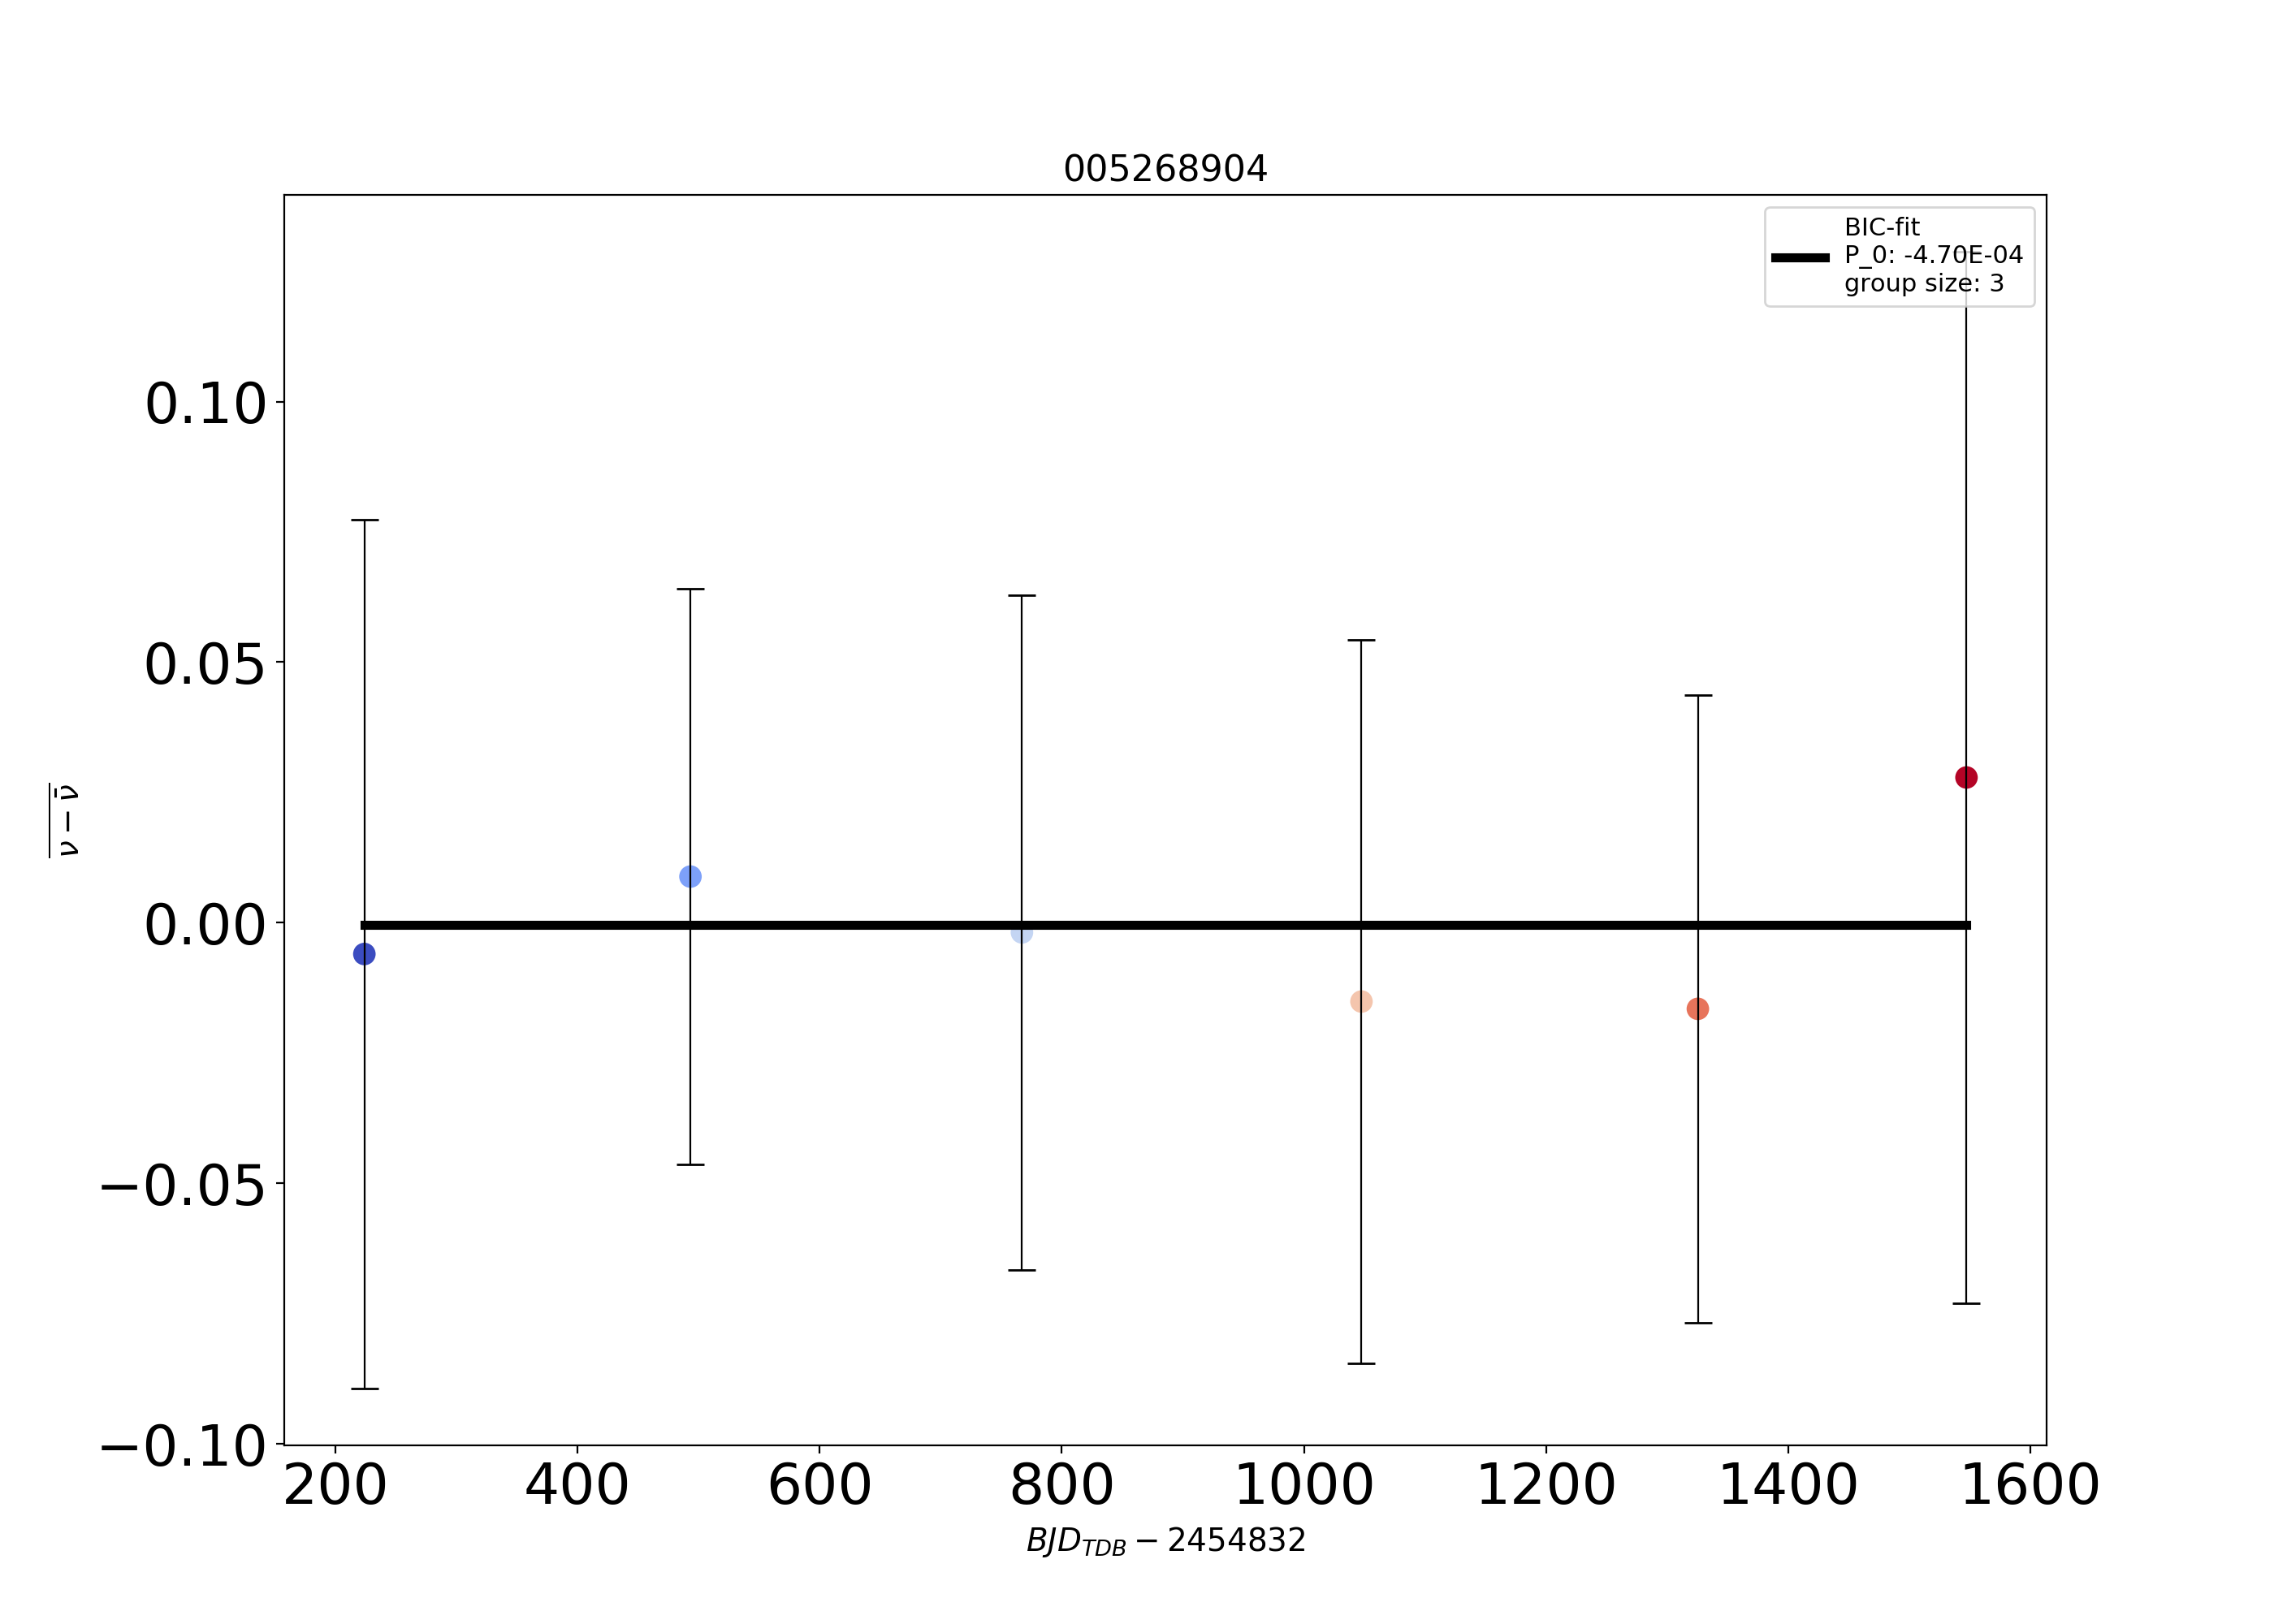 005268904
BIC-fit
P_0: -4.70E-04
group size: 3
0.10
0.05
0.00
−0.05
−0.10
ν − ν̄
200 400 600 800 1000 1200 1400 1600
BJD_TDB − 2454832